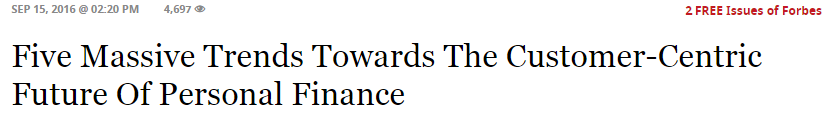 SEP 15, 2016 @ 02:20 PM 4,697 2 FREE Issues of Forbes
Five Massive Trends Towards The Customer-Centric
Future Of Personal Finance